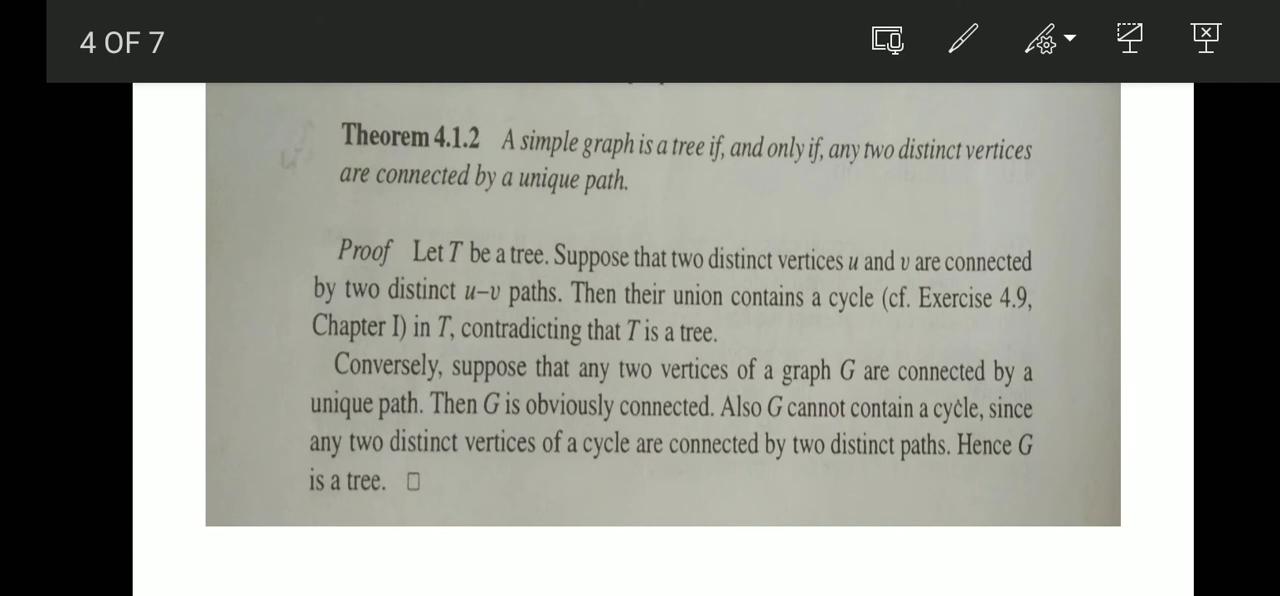 4 OF 7
Theorem 4.1.2 A simple graph is a tree if, and only if, any two distinct vertices
are connected by a unique path.
Proof Let T be a tree. Suppose that two distinct vertices u and v are connected
by two distinct u–v paths. Then their union contains a cycle (cf. Exercise 4.9,
Chapter I) in T, contradicting that T is a tree.
Conversely, suppose that any two vertices of a graph G are connected by a
unique path. Then G is obviously connected. Also G cannot contain a cycle, since
any two distinct vertices of a cycle are connected by two distinct paths. Hence G
is a tree. □